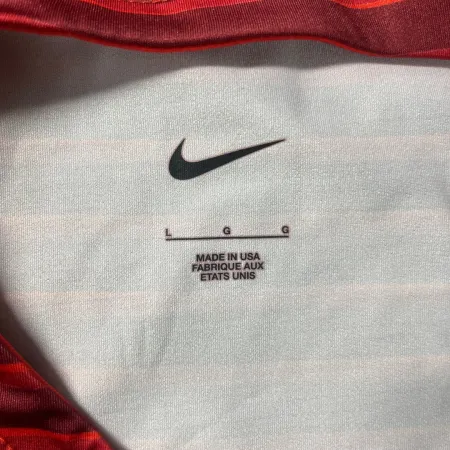 L G G
MADE IN USA
FABRIQUE AUX
ETATS UNIS